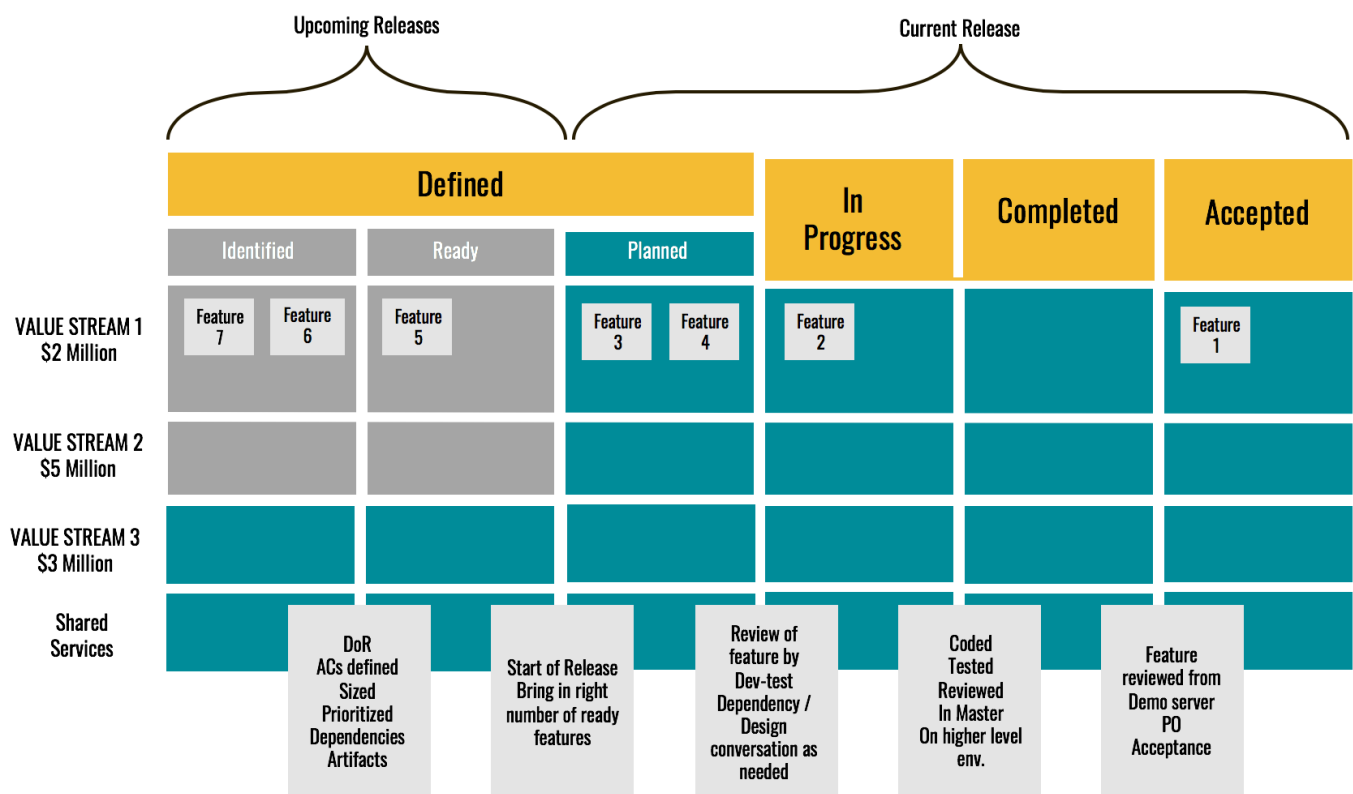 Upcoming Releases
Current Release
Defined
In
Progress
Completed
Accepted
Identified
Ready
Planned
VALUE STREAM 1
$2 Million
Feature
7
Feature
6
Feature
5
Feature
3
Feature
4
Feature
2
Feature
1
VALUE STREAM 2
$5 Million
VALUE STREAM 3
$3 Million
Shared
Services
DoR
ACs defined
Sized
Prioritized
Dependencies
Artifacts
Start of Release
Bring in right
number of ready
features
Review of
feature by
Dev-test
Dependency /
Design
conversation as
needed
Coded
Tested
Reviewed
In Master
On higher level
env.
Feature
reviewed from
Demo server
PO
Acceptance